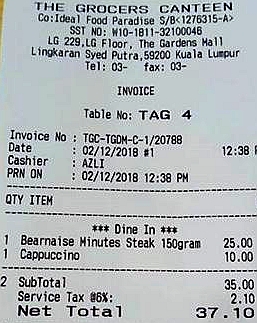 THE GROCERS CANTEEN
Co:Ideal Food Paradise S/B<1276315-A>
SST NO: W10-1811-32100046
LG 229,LG Floor, The Gardens Mall
Lingkaran Syed Putra,59200 Kuala Lumpur
Tel: 03- fax: 03-
INVOICE
Table No: TAG 4
Invoice No : TGC-TGDM-C-1/20788
Date : 02/12/2018 #1 12:38 P
Cashier : AZLI
PRN ON : 02/12/2018 12:38 PM
QTY ITEM
*** Dine In ***
1 Bearnaise Minutes Steak 150gram 25.00
1 Cappuccino 10.00
2 SubTotal 35.00
Service Tax @6%: 2.10
Net Total 37.10